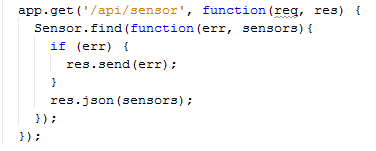 app.get('/api/sensor', function(req, res) {
  Sensor.find(function(err, sensors){
    if (err) {
      res.send(err);
    }
    res.json(sensors);
  });
});